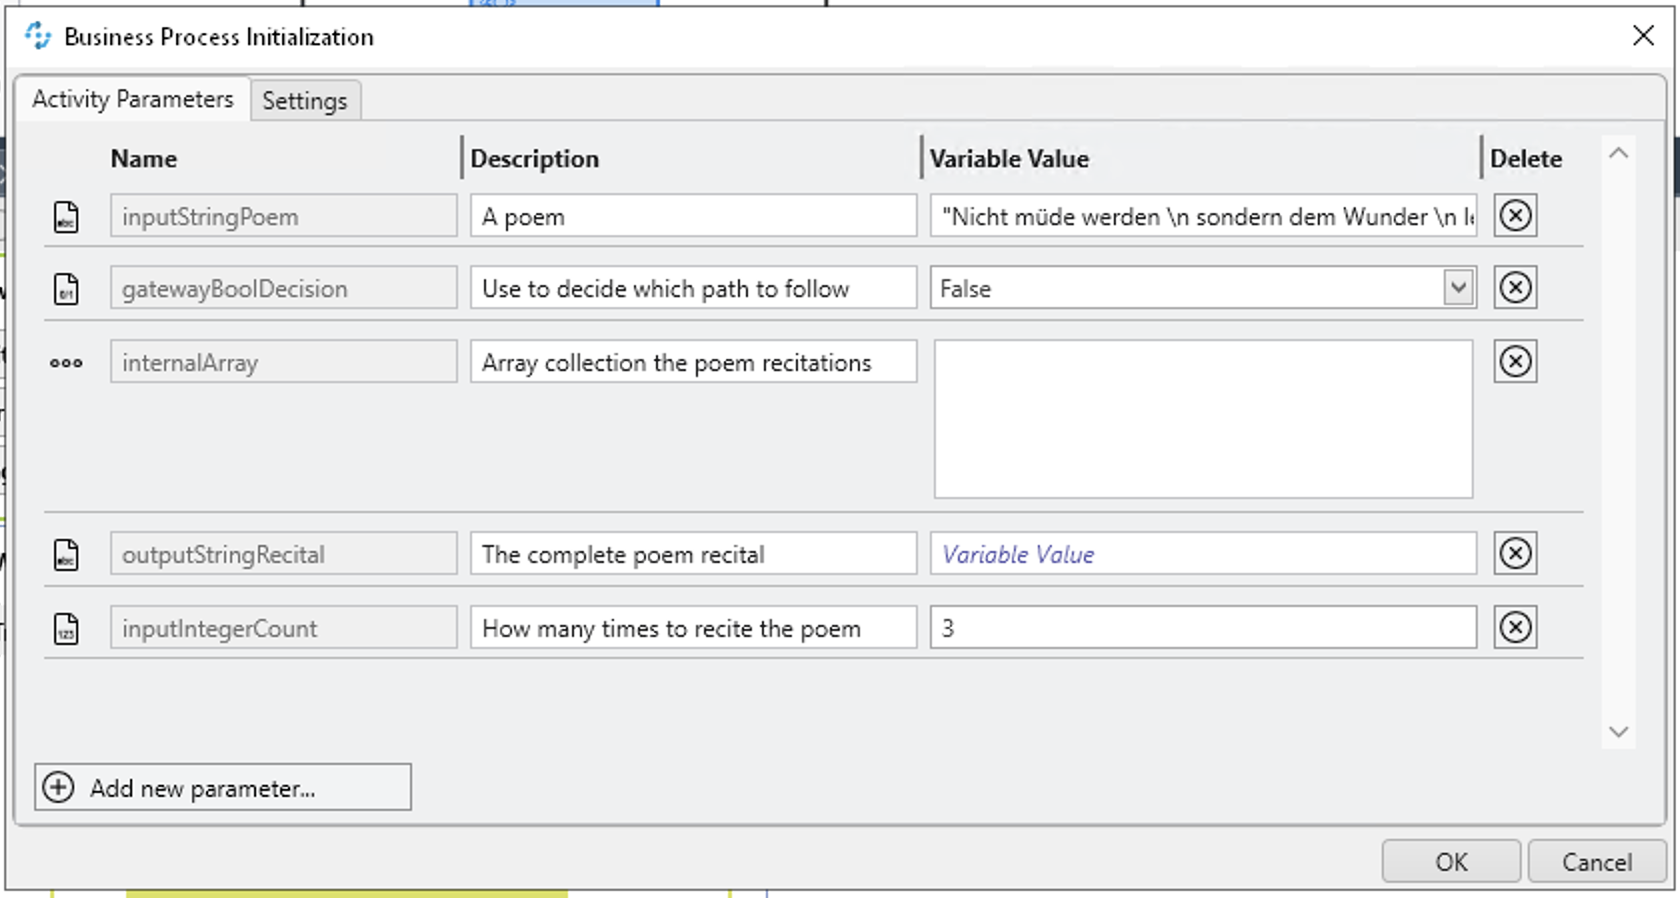 Business Process Initialization
Activity Parameters Settings
Name Description Variable Value Delete
inputStringPoem A poem "Nicht müde werden \n sondern dem Wunder \n
gatewayBoolDecision Use to decide which path to follow False
internalArray Array collection the poem recitations
outputStringRecital The complete poem recital Variable Value
inputIntegerCount How many times to recite the poem 3
Add new parameter...
OK Cancel